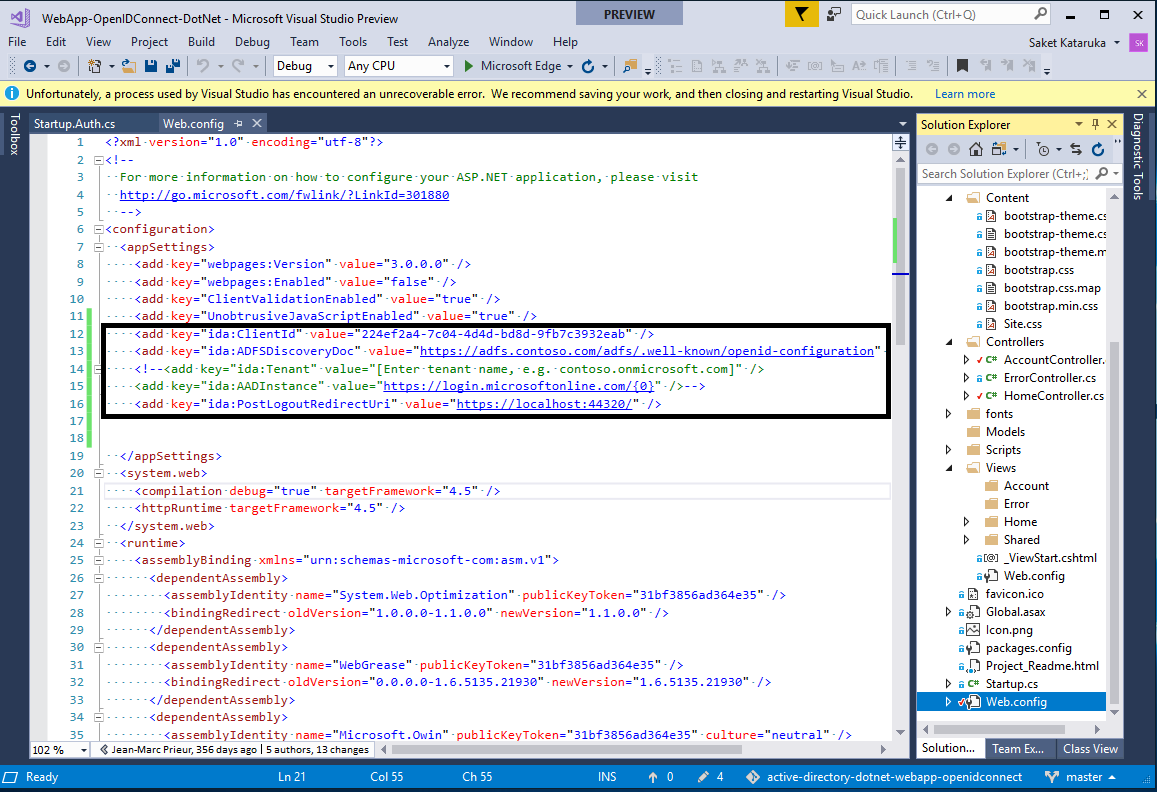 WebApp-OpenIDConnect-DotNet - Microsoft Visual Studio Preview
PREVIEW
Quick Launch (Ctrl+Q)
File Edit View Project Build Debug Team Tools Test Analyze Window Help
Saket Kataruka SK
Debug Any CPU Microsoft Edge
Unfortunately, a process used by Visual Studio has encountered an unrecoverable error. We recommend saving your work, and then closing and restarting Visual Studio. Learn more
Toolbox
Startup.Auth.cs Web.config
1 <?xml version="1.0" encoding="utf-8"?>
2 <!--
3 For more information on how to configure your ASP.NET application, please visit
4 http://go.microsoft.com/fwlink/?LinkId=301880
5 -->
6 <configuration>
7 <appSettings>
8 <add key="webpages:Version" value="3.0.0.0" />
9 <add key="webpages:Enabled" value="false" />
10 <add key="ClientValidationEnabled" value="true" />
11 <add key="UnobtrusiveJavaScriptEnabled" value="true" />
12 <add key="ida:ClientId" value="224ef2a4-7c04-4d4d-bd8d-9fb7c3932eab" />
13 <add key="ida:ADFSDiscoveryDoc" value="https://adfs.contoso.com/adfs/.well-known/openid-configuration"
14 <!--<add key="ida:Tenant" value="[Enter tenant name, e.g. contoso.onmicrosoft.com]" />
15 <add key="ida:AADInstance" value="https://login.microsoftonline.com/{0}" />-->
16 <add key="ida:PostLogoutRedirectUri" value="https://localhost:44320/" />
17
18
19 </appSettings>
20 <system.web>
21 <compilation debug="true" targetFramework="4.5" />
22 <httpRuntime targetFramework="4.5" />
23 </system.web>
24 <runtime>
25 <assemblyBinding xmlns="urn:schemas-microsoft-com:asm.v1">
26 <dependentAssembly>
27 <assemblyIdentity name="System.Web.Optimization" publicKeyToken="31bf3856ad364e35" />
28 <bindingRedirect oldVersion="1.0.0.0-1.1.0.0" newVersion="1.1.0.0" />
29 </dependentAssembly>
30 <dependentAssembly>
31 <assemblyIdentity name="WebGrease" publicKeyToken="31bf3856ad364e35" />
32 <bindingRedirect oldVersion="0.0.0.0-1.6.5135.21930" newVersion="1.6.5135.21930" />
33 </dependentAssembly>
34 <dependentAssembly>
35 <assemblyIdentity name="Microsoft.Owin" publicKeyToken="31bf3856ad364e35" culture="neutral" />
102 % Jean-Marc Prieur, 356 days ago | 5 authors, 13 changes
Solution Explorer
Search Solution Explorer (Ctrl+;)
Content
bootstrap-theme.cs
bootstrap-theme.cs
bootstrap-theme.m
bootstrap.css
bootstrap.css.map
bootstrap.min.css
Site.css
Controllers
C# AccountController.
C# ErrorController.cs
C# HomeController.cs
fonts
Models
Scripts
Views
Account
Error
Home
Shared
[@] _ViewStart.cshtml
Web.config
favicon.ico
Global.asax
Icon.png
packages.config
Project_Readme.html
C# Startup.cs
Web.config
Solution... Team Ex... Class View
Diagnostic Tools
Ready Ln 21 Col 55 Ch 55 INS 0 4 active-directory-dotnet-webapp-openidconnect master